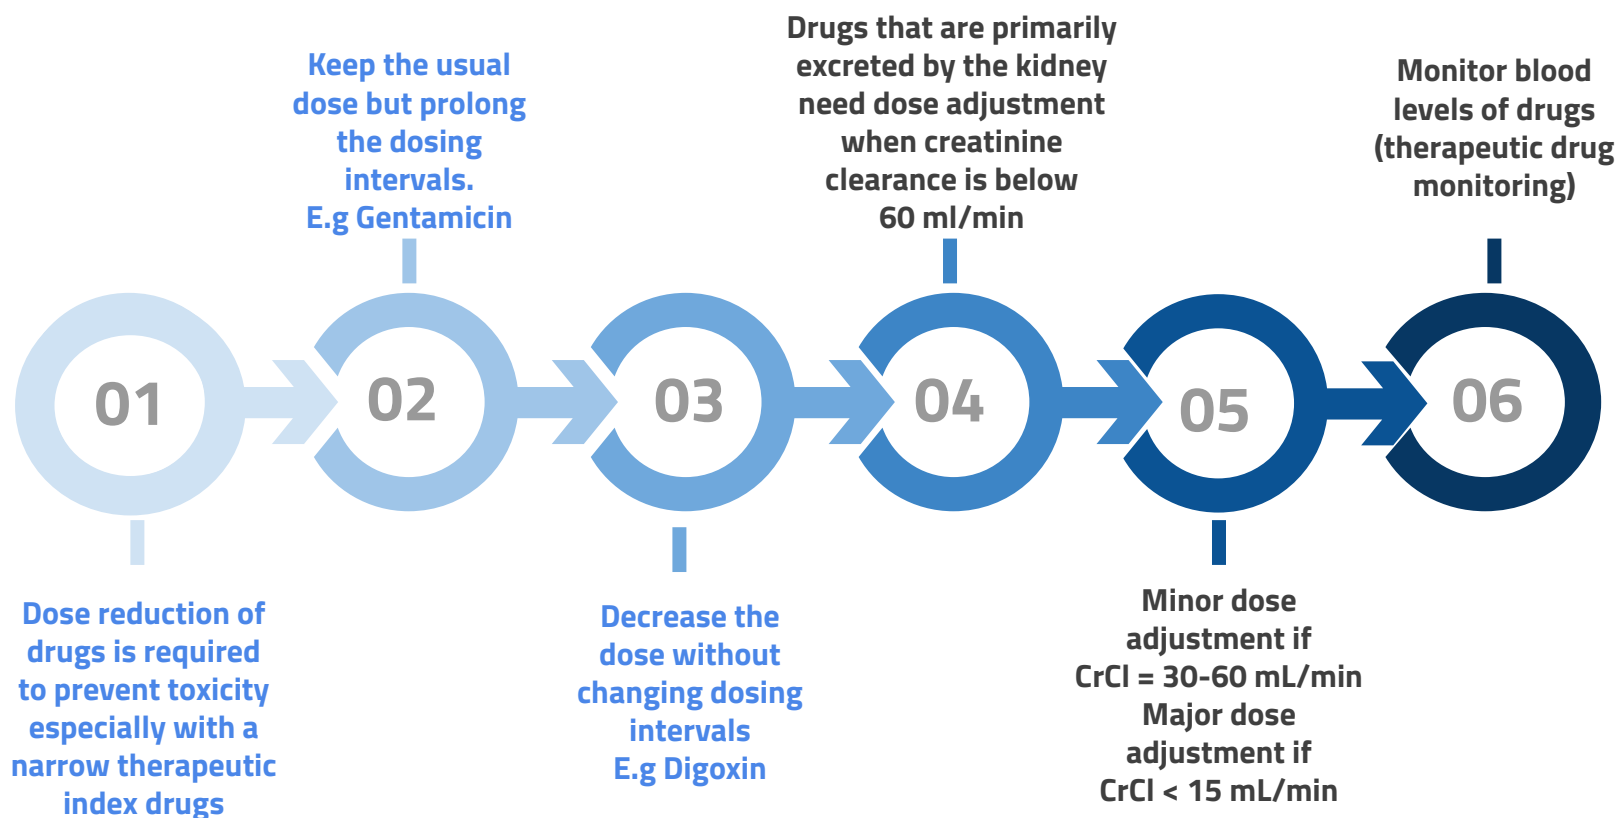 01
Dose reduction of
drugs is required
to prevent toxicity
especially with a
narrow therapeutic
index drugs
Keep the usual
dose but prolong
the dosing
intervals.
E.g Gentamicin
02
03
Decrease the
dose without
changing dosing
intervals
E.g Digoxin
Drugs that are primarily
excreted by the kidney
need dose adjustment
when creatinine
clearance is below
60 ml/min
04
05
Minor dose
adjustment if
CrCl = 30-60 mL/min
Major dose
adjustment if
CrCl < 15 mL/min
Monitor blood
levels of drugs
(therapeutic drug
monitoring)
06